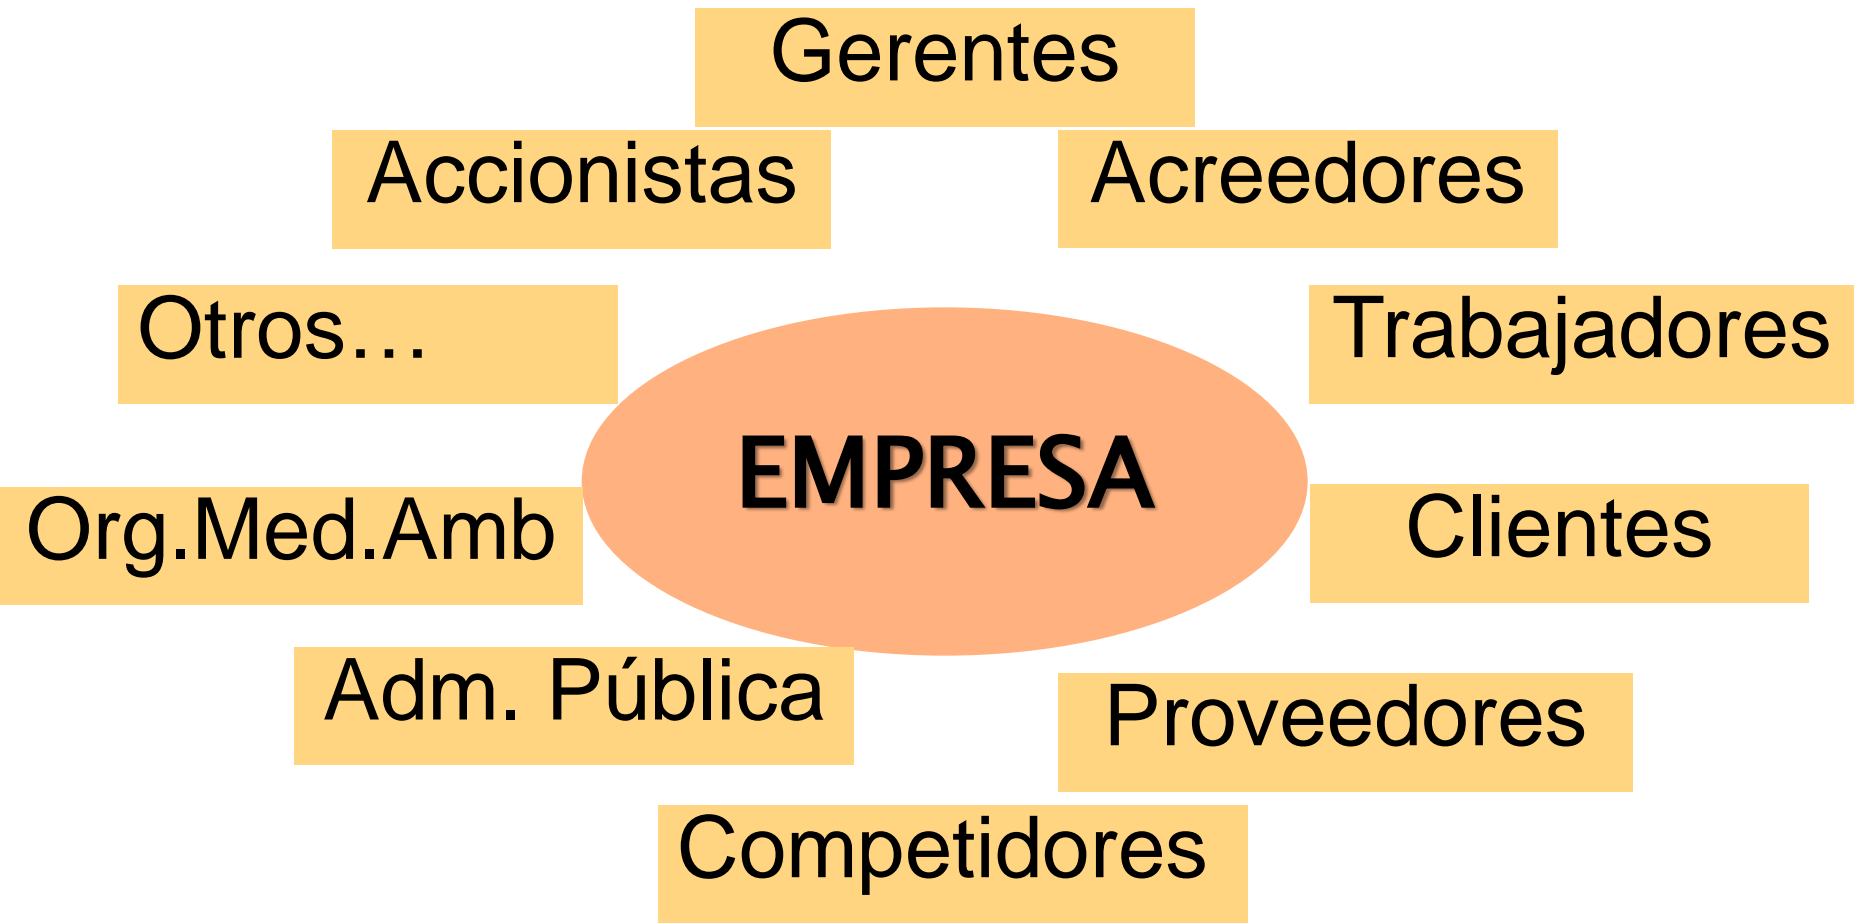 Gerentes
Accionistas
Acreedores
Otros…
Trabajadores
EMPRESA
Org.Med.Amb
Clientes
Adm. Pública
Proveedores
Competidores